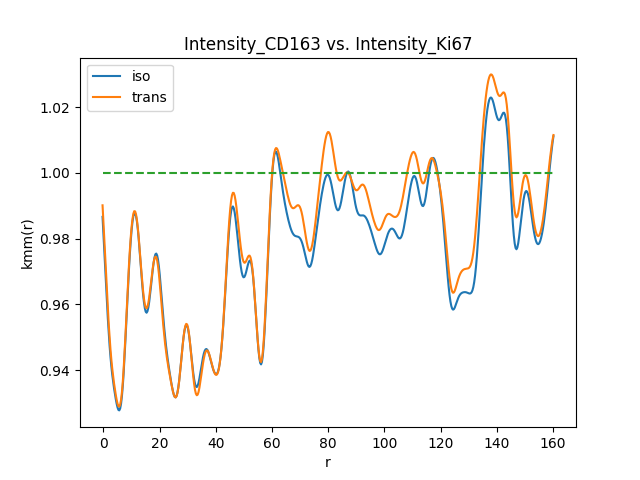 Intensity_CD163 vs. Intensity_Ki67
iso
trans
1.02
1.00
0.98
0.96
0.94
kmm(r)
0 20 40 60 80 100 120 140 160
r